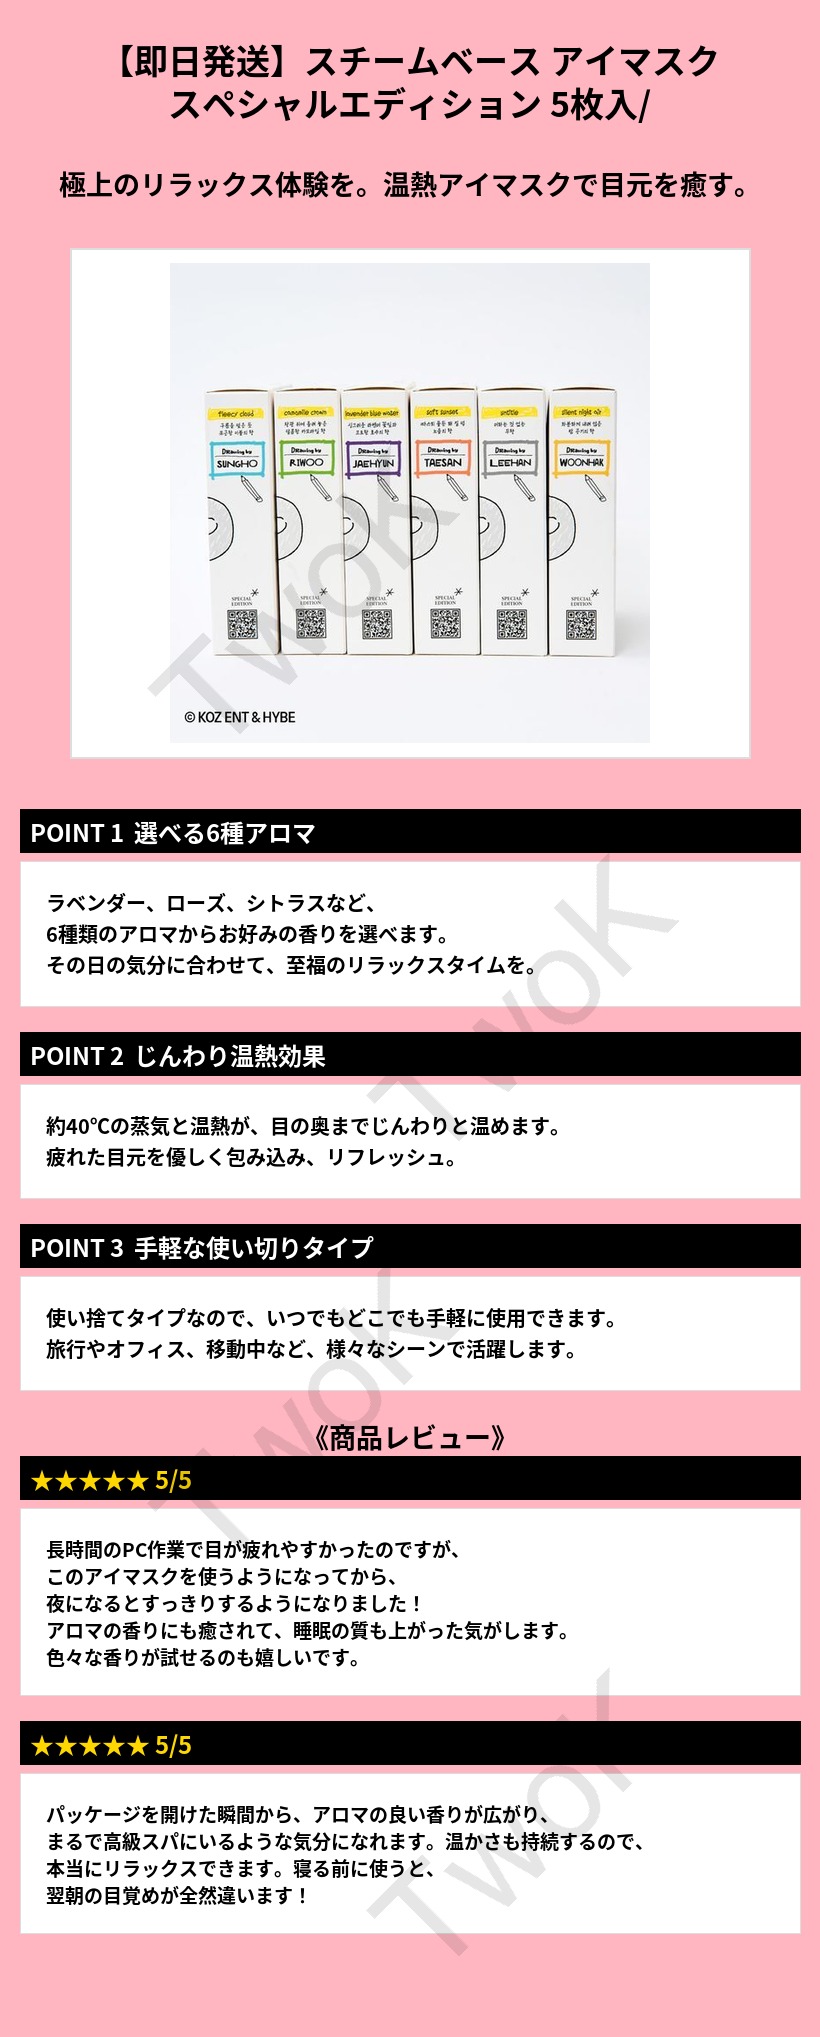 【即日発送】スチームベース アイマスク
スペシャルエディション 5枚入/
極上のリラックス体験を。温熱アイマスクで目元を癒す。
fleecy cloud
camomile crown
lavender blue water
soft sunset
untitle
silent night air
Drawing by
SUNGHO
Drawing by
RIWOO
Drawing by
JAEHYUN
Drawing by
TAESAN
Drawing by
LEEHAN
Drawing by
WOONHAK
SPECIAL
EDITION
SPECIAL
EDITION
SPECIAL
EDITION
SPECIAL
EDITION
SPECIAL
EDITION
SPECIAL
EDITION
TwoK
© KOZ ENT & HYBE
POINT 1 選べる6種アロマ
ラベンダー、ローズ、シトラスなど、
6種類のアロマからお好みの香りを選べます。
その日の気分に合わせて、至福のリラックスタイムを。
TwoK
POINT 2 じんわり温熱効果
約40℃の蒸気と温熱が、目の奥までじんわりと温めます。
疲れた目元を優しく包み込み、リフレッシュ。
POINT 3 手軽な使い切りタイプ
使い捨てタイプなので、いつでもどこでも手軽に使用できます。
旅行やオフィス、移動中など、様々なシーンで活躍します。
TwoK
《商品レビュー》
★★★★★ 5/5
長時間のPC作業で目が疲れやすかったのですが、
このアイマスクを使うようになってから、
夜になるとすっきりするようになりました！
アロマの香りにも癒されて、睡眠の質も上がった気がします。
色々な香りが試せるのも嬉しいです。
★★★★★ 5/5
パッケージを開けた瞬間から、アロマの良い香りが広がり、
まるで高級スパにいるような気分になれます。温かさも持続するので、
本当にリラックスできます。寝る前に使うと、
翌朝の目覚めが全然違います！
TwoK